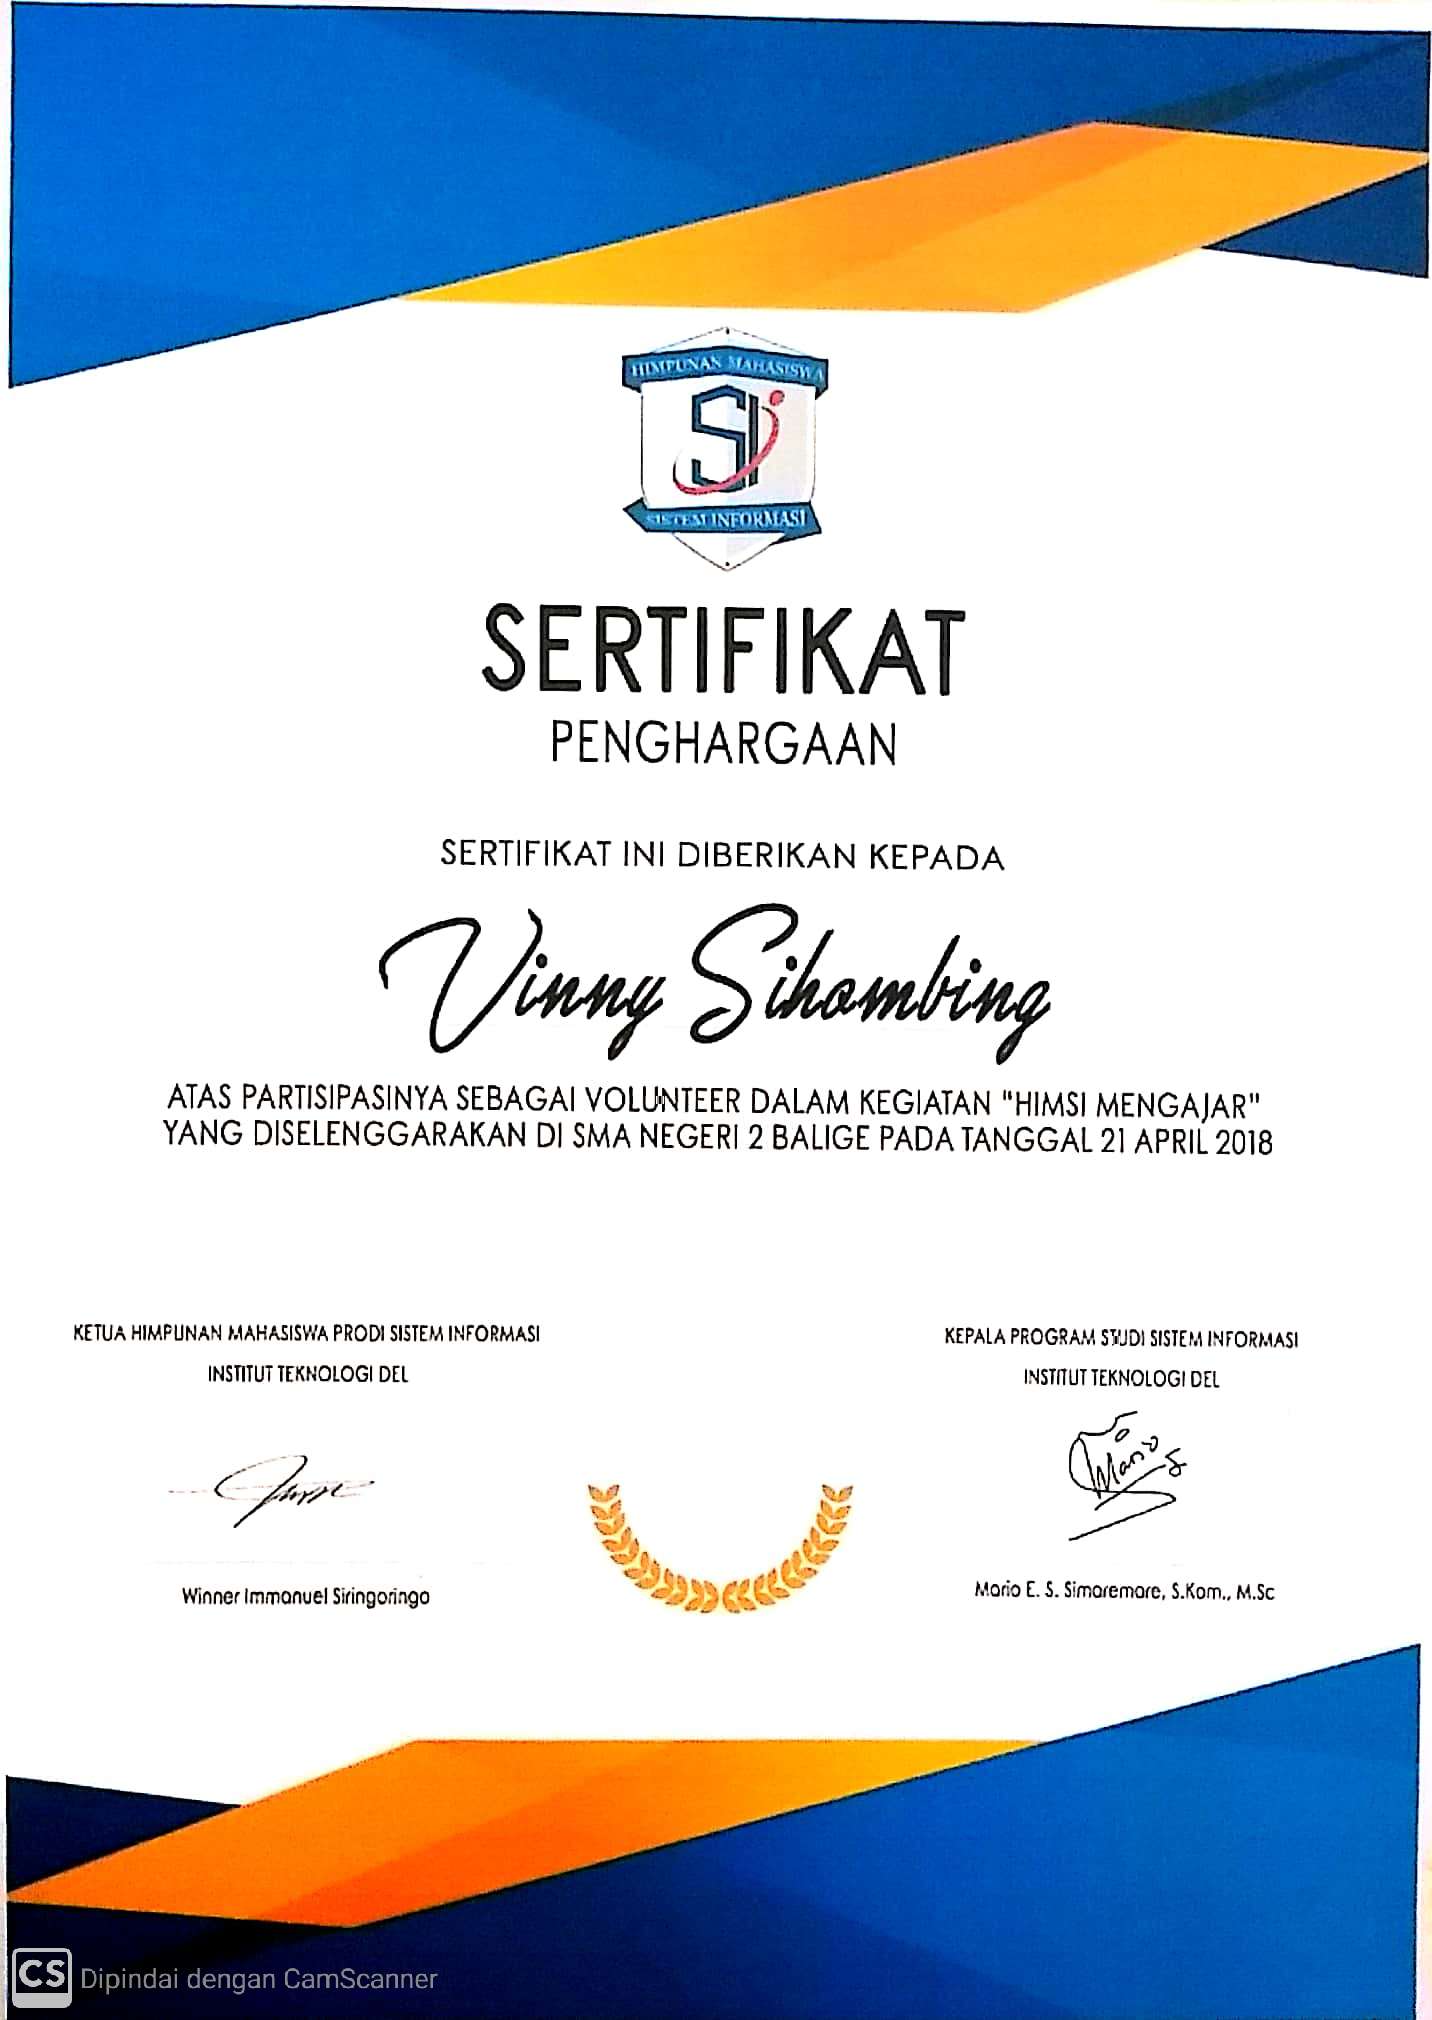 HIMPUNAN MAHASISWA
SI
SISTEM INFORMASI
SERTIFIKAT
PENGHARGAAN
SERTIFIKAT INI DIBERIKAN KEPADA
Vinny Sihombing
ATAS PARTISIPASINYA SEBAGAI VOLUNTEER DALAM KEGIATAN "HIMSI MENGAJAR"
YANG DISELENGGARAKAN DI SMA NEGERI 2 BALIGE PADA TANGGAL 21 APRIL 2018
KETUA HIMPUNAN MAHASISWA PRODI SISTEM INFORMASI
INSTITUT TEKNOLOGI DEL
Winner Immanuel Siringoringo
KEPALA PROGRAM STUDI SISTEM INFORMASI
INSTITUT TEKNOLOGI DEL
Mario
Mario E. S. Simaremare, S.Kom., M.Sc
CS Dipindai dengan CamScanner